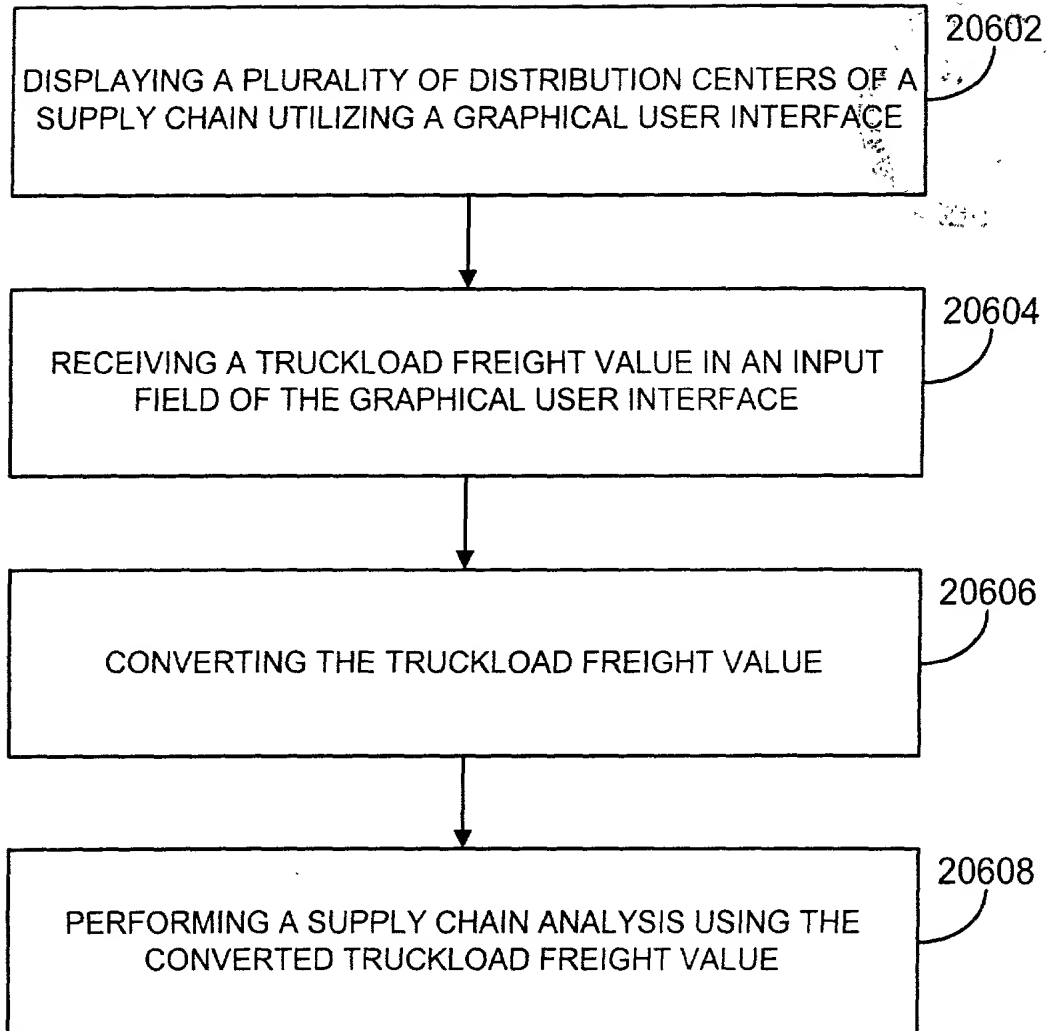 20602
DISPLAYING A PLURALITY OF DISTRIBUTION CENTERS OF A
SUPPLY CHAIN UTILIZING A GRAPHICAL USER INTERFACE
20604
RECEIVING A TRUCKLOAD FREIGHT VALUE IN AN INPUT
FIELD OF THE GRAPHICAL USER INTERFACE
20606
CONVERTING THE TRUCKLOAD FREIGHT VALUE
20608
PERFORMING A SUPPLY CHAIN ANALYSIS USING THE
CONVERTED TRUCKLOAD FREIGHT VALUE